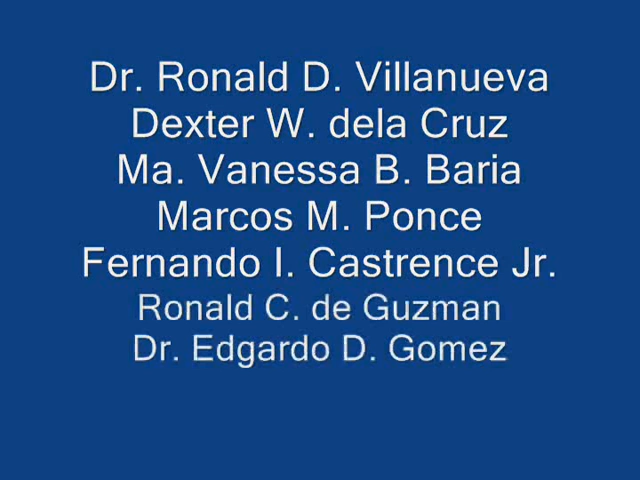 Dr. Ronald D. Villanueva
Dexter W. dela Cruz
Ma. Vanessa B. Baria
Marcos M. Ponce
Fernando I. Castrence Jr.
Ronald C. de Guzman
Dr. Edgardo D. Gomez